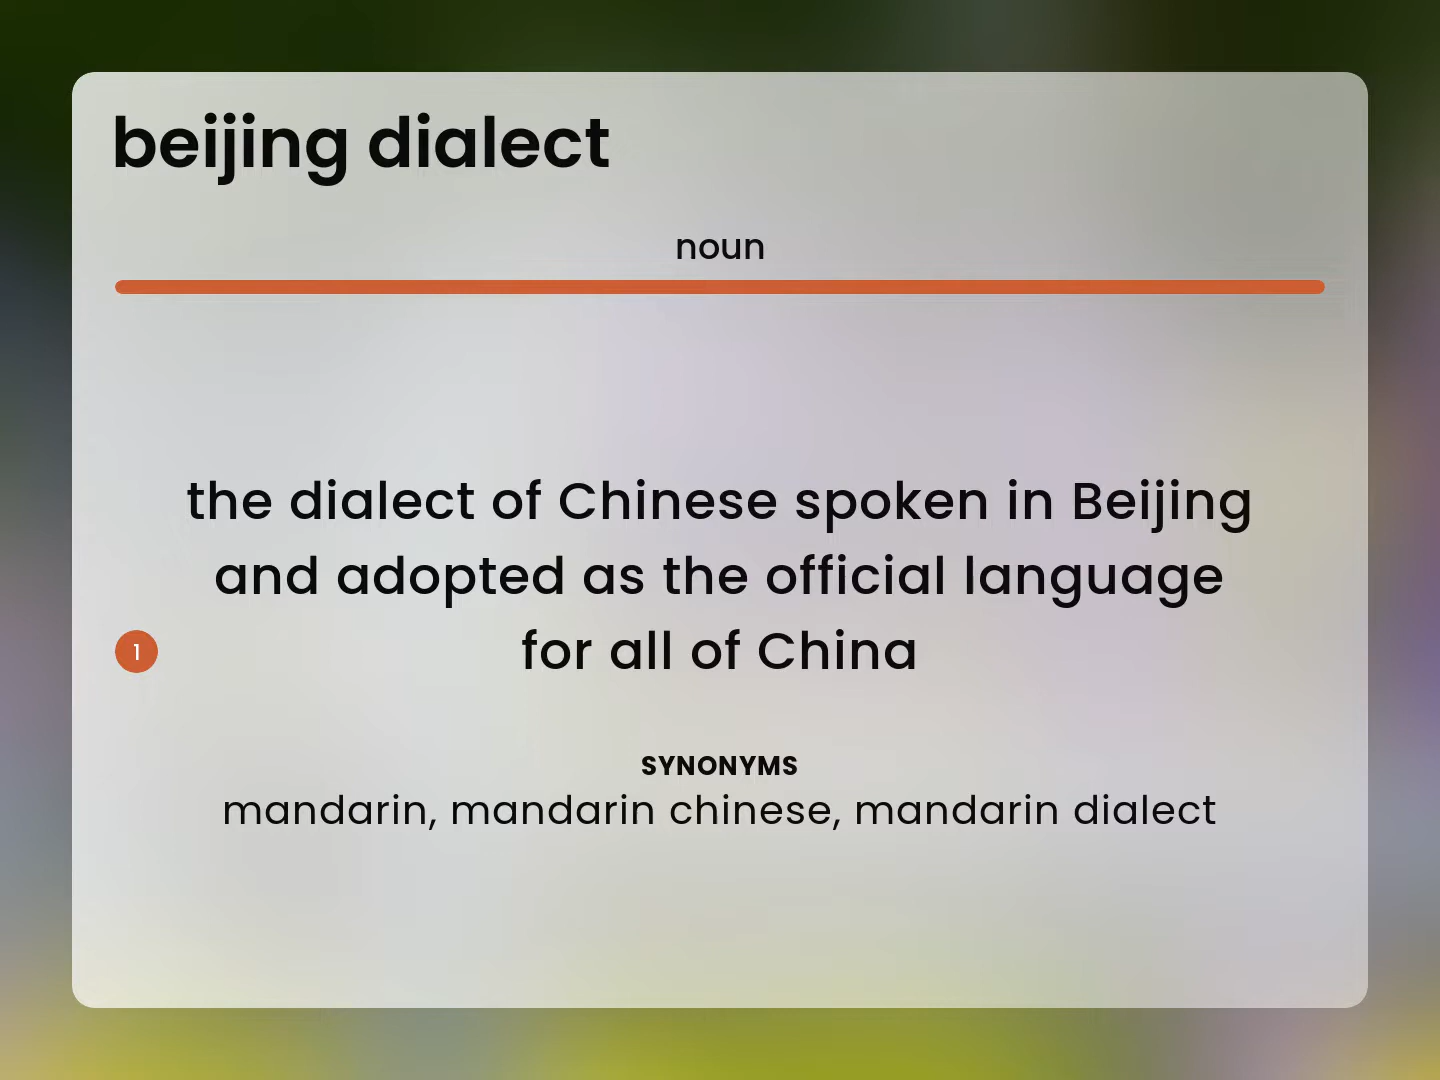 beijing dialect
noun
the dialect of Chinese spoken in Beijing
and adopted as the official language
1
for all of China
SYNONYMS
mandarin, mandarin chinese, mandarin dialect